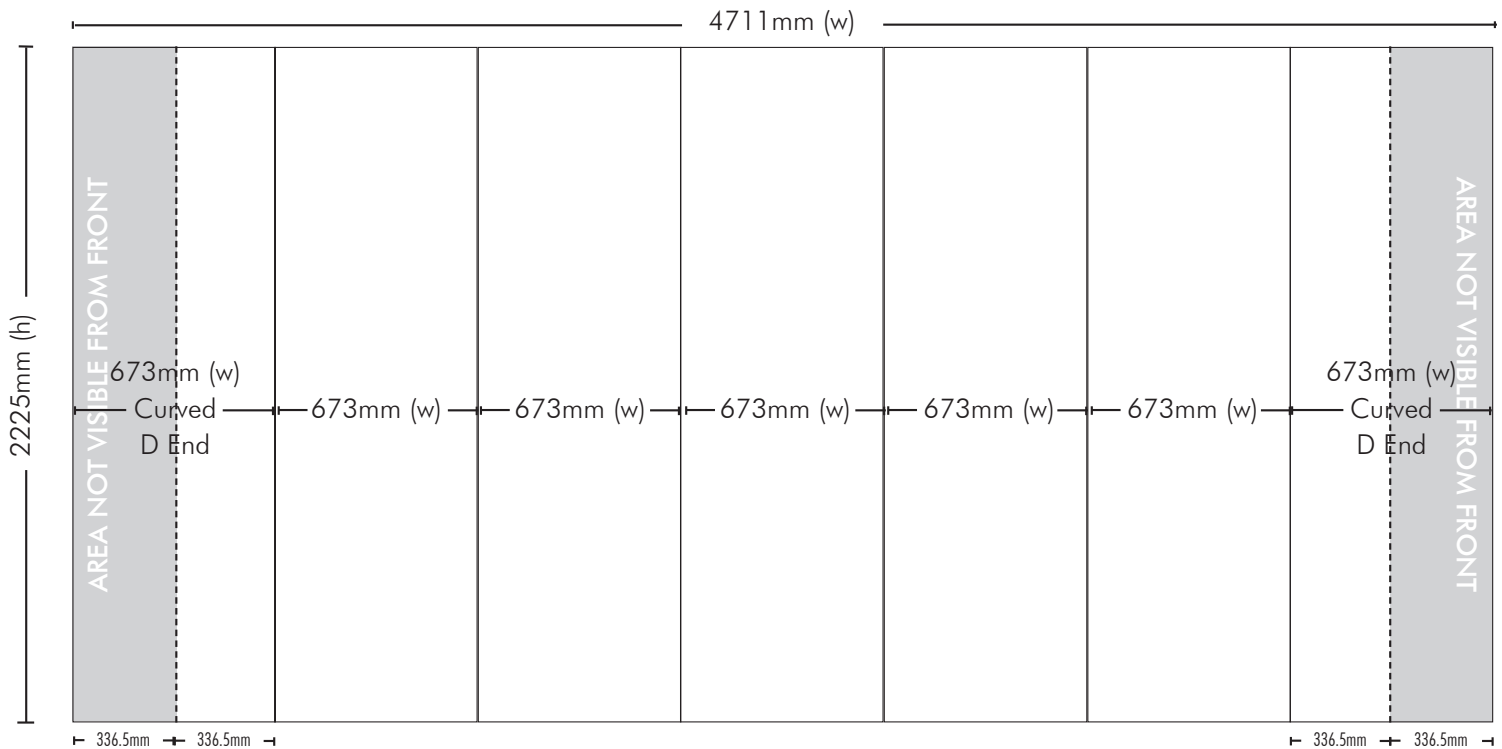 4711mm (w)
2225mm (h)
AREA NOT VISIBLE FROM FRONT
673mm (w)
Curved
D End
673mm (w)
673mm (w)
673mm (w)
673mm (w)
673mm (w)
673mm (w)
Curved
D End
AREA NOT VISIBLE FROM FRONT
336.5mm
336.5mm
336.5mm
336.5mm